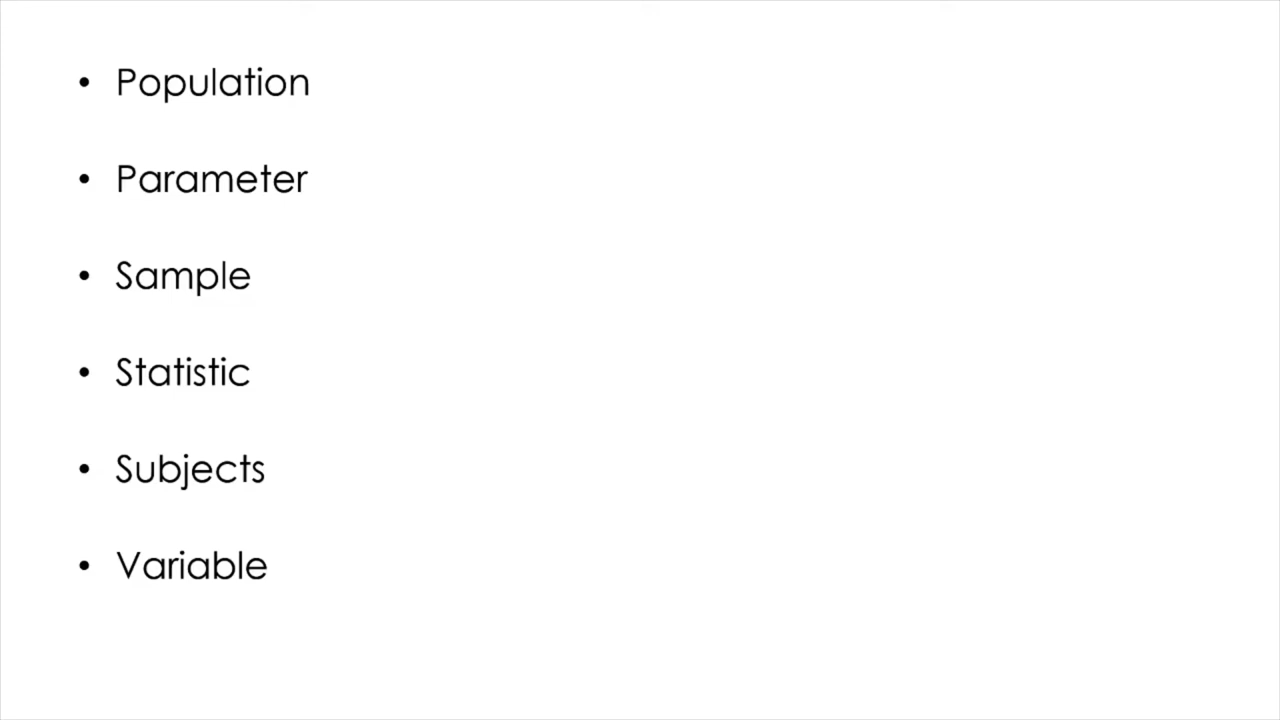 • Population
• Parameter
• Sample
• Statistic
• Subjects
• Variable